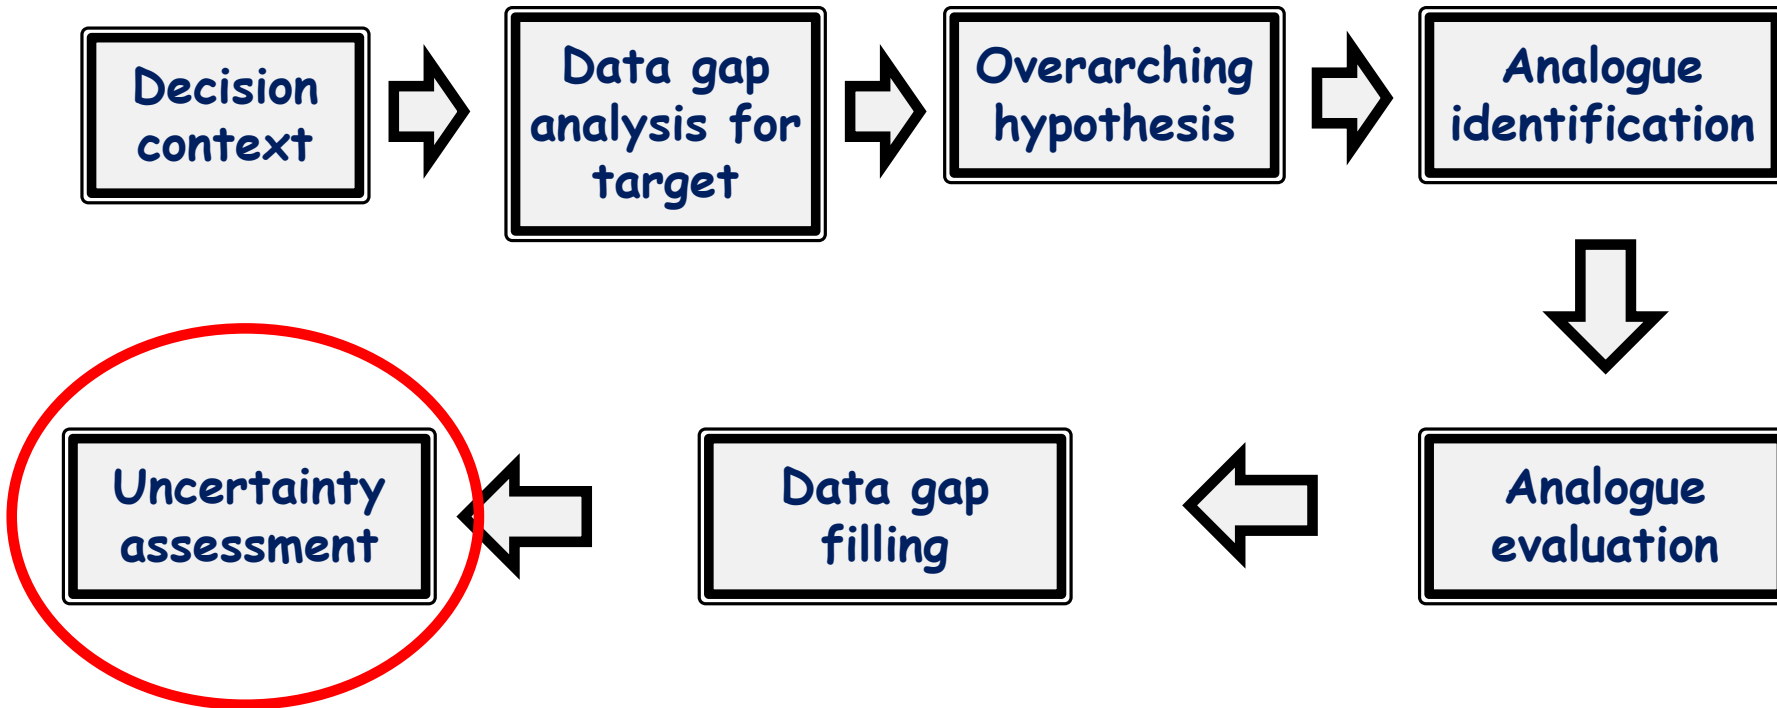 Decision
context
Data gap
analysis for
target
Overarching
hypothesis
Analogue
identification
Uncertainty
assessment
Data gap
filling
Analogue
evaluation